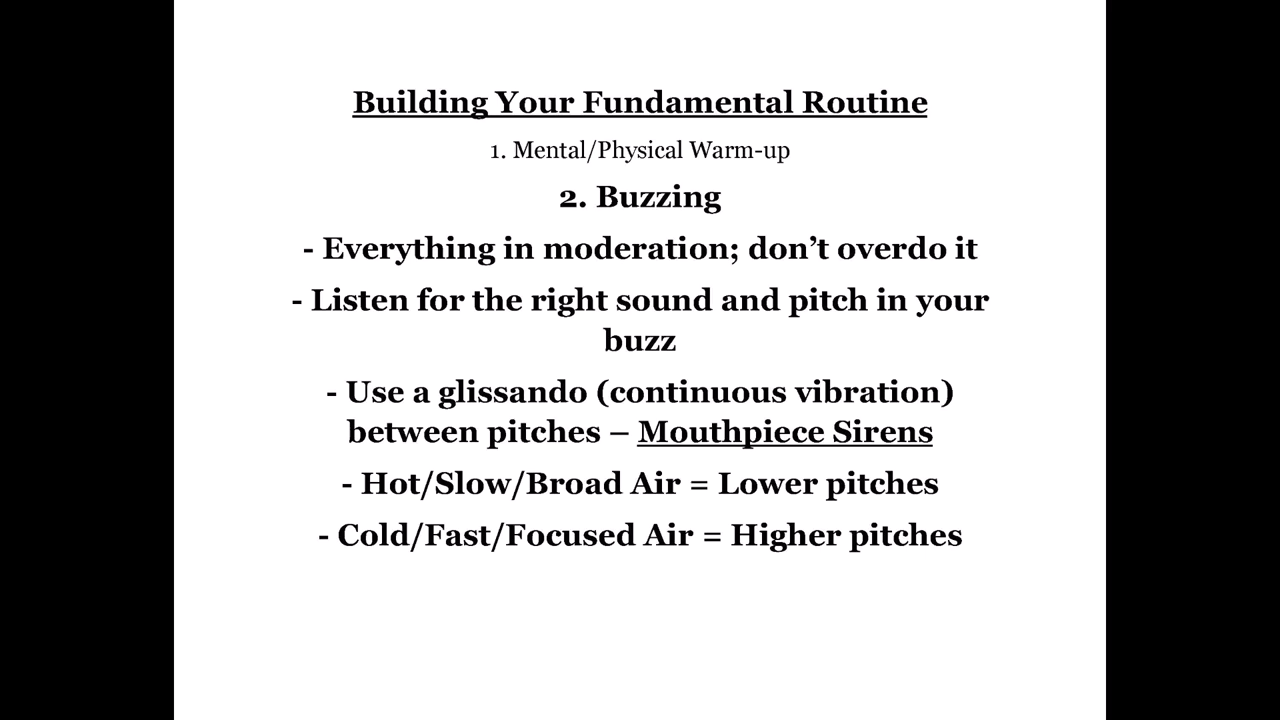 Building Your Fundamental Routine
1. Mental/Physical Warm-up
2. Buzzing
- Everything in moderation; don’t overdo it
- Listen for the right sound and pitch in your
buzz
- Use a glissando (continuous vibration)
between pitches – Mouthpiece Sirens
- Hot/Slow/Broad Air = Lower pitches
- Cold/Fast/Focused Air = Higher pitches